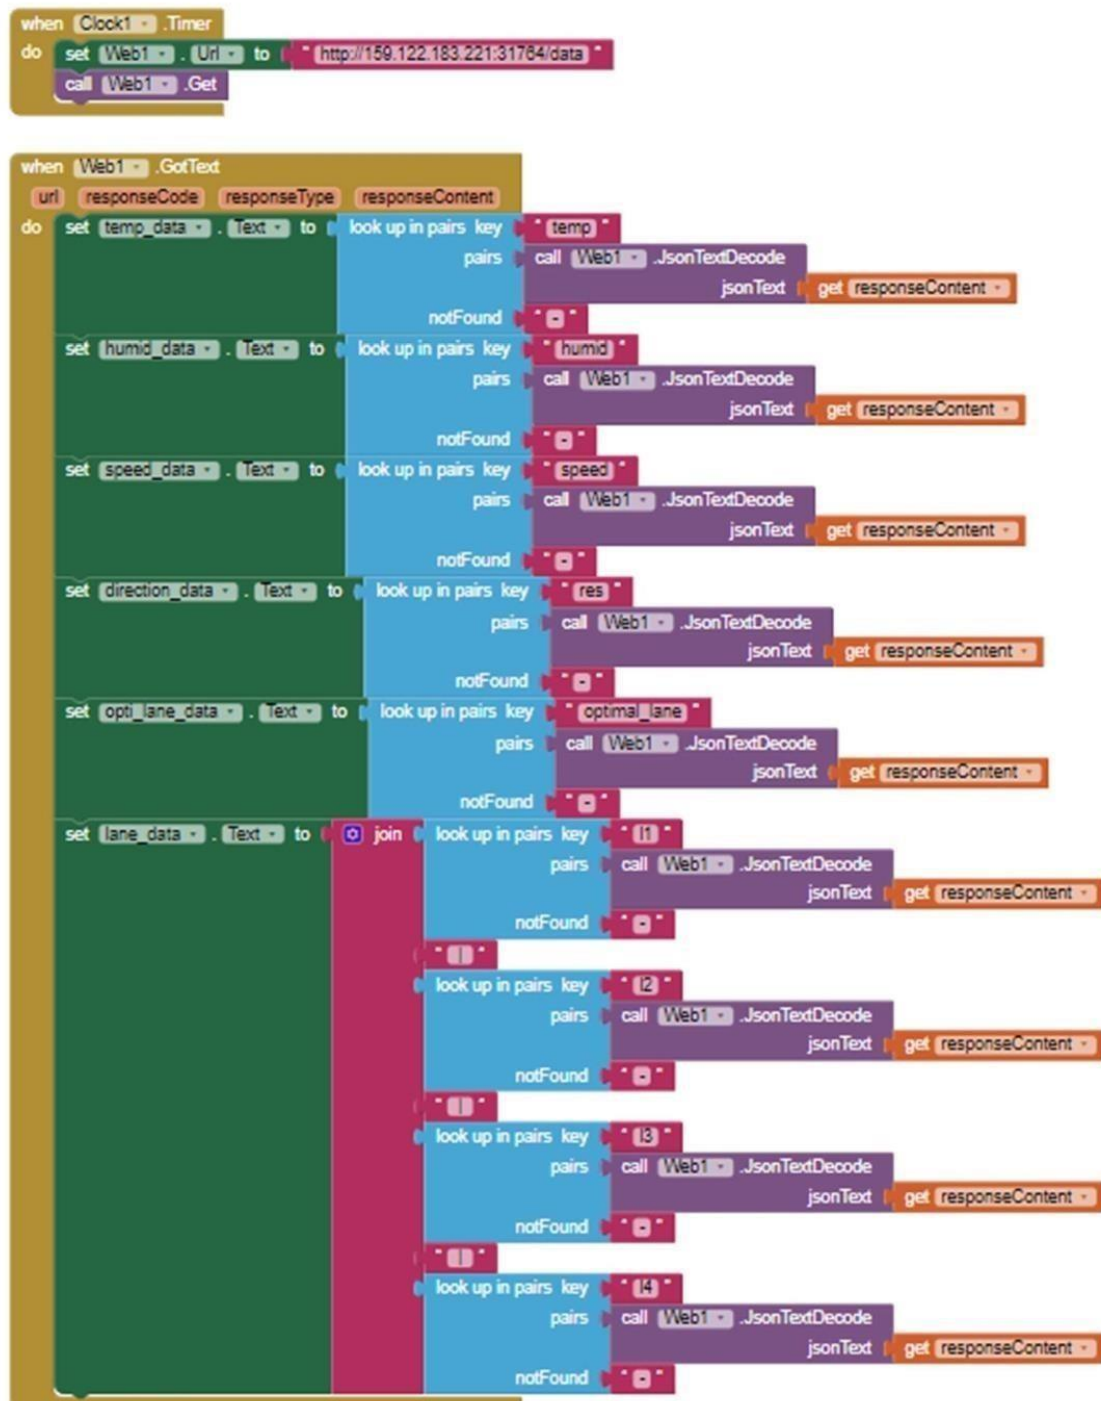 when Clock1 .Timer
do set Web1 . Url to " http://159.122.183.221:31764/data "
call Web1 .Get
when Web1 .GotText
url responseCode responseType responseContent
do set temp_data . Text to look up in pairs key " temp "
pairs call Web1 .JsonTextDecode
jsonText get responseContent
notFound " - "
set humid_data . Text to look up in pairs key " humid "
pairs call Web1 .JsonTextDecode
jsonText get responseContent
notFound " - "
set speed_data . Text to look up in pairs key " speed "
pairs call Web1 .JsonTextDecode
jsonText get responseContent
notFound " - "
set direction_data . Text to look up in pairs key " res "
pairs call Web1 .JsonTextDecode
jsonText get responseContent
notFound " - "
set opti_lane_data . Text to look up in pairs key " optimal_lane "
pairs call Web1 .JsonTextDecode
jsonText get responseContent
notFound " - "
set lane_data . Text to join look up in pairs key " l1 "
pairs call Web1 .JsonTextDecode
jsonText get responseContent
notFound " - "
" | "
look up in pairs key " l2 "
pairs call Web1 .JsonTextDecode
jsonText get responseContent
notFound " - "
" | "
look up in pairs key " l3 "
pairs call Web1 .JsonTextDecode
jsonText get responseContent
notFound " - "
" | "
look up in pairs key " l4 "
pairs call Web1 .JsonTextDecode
jsonText get responseContent
notFound " - "